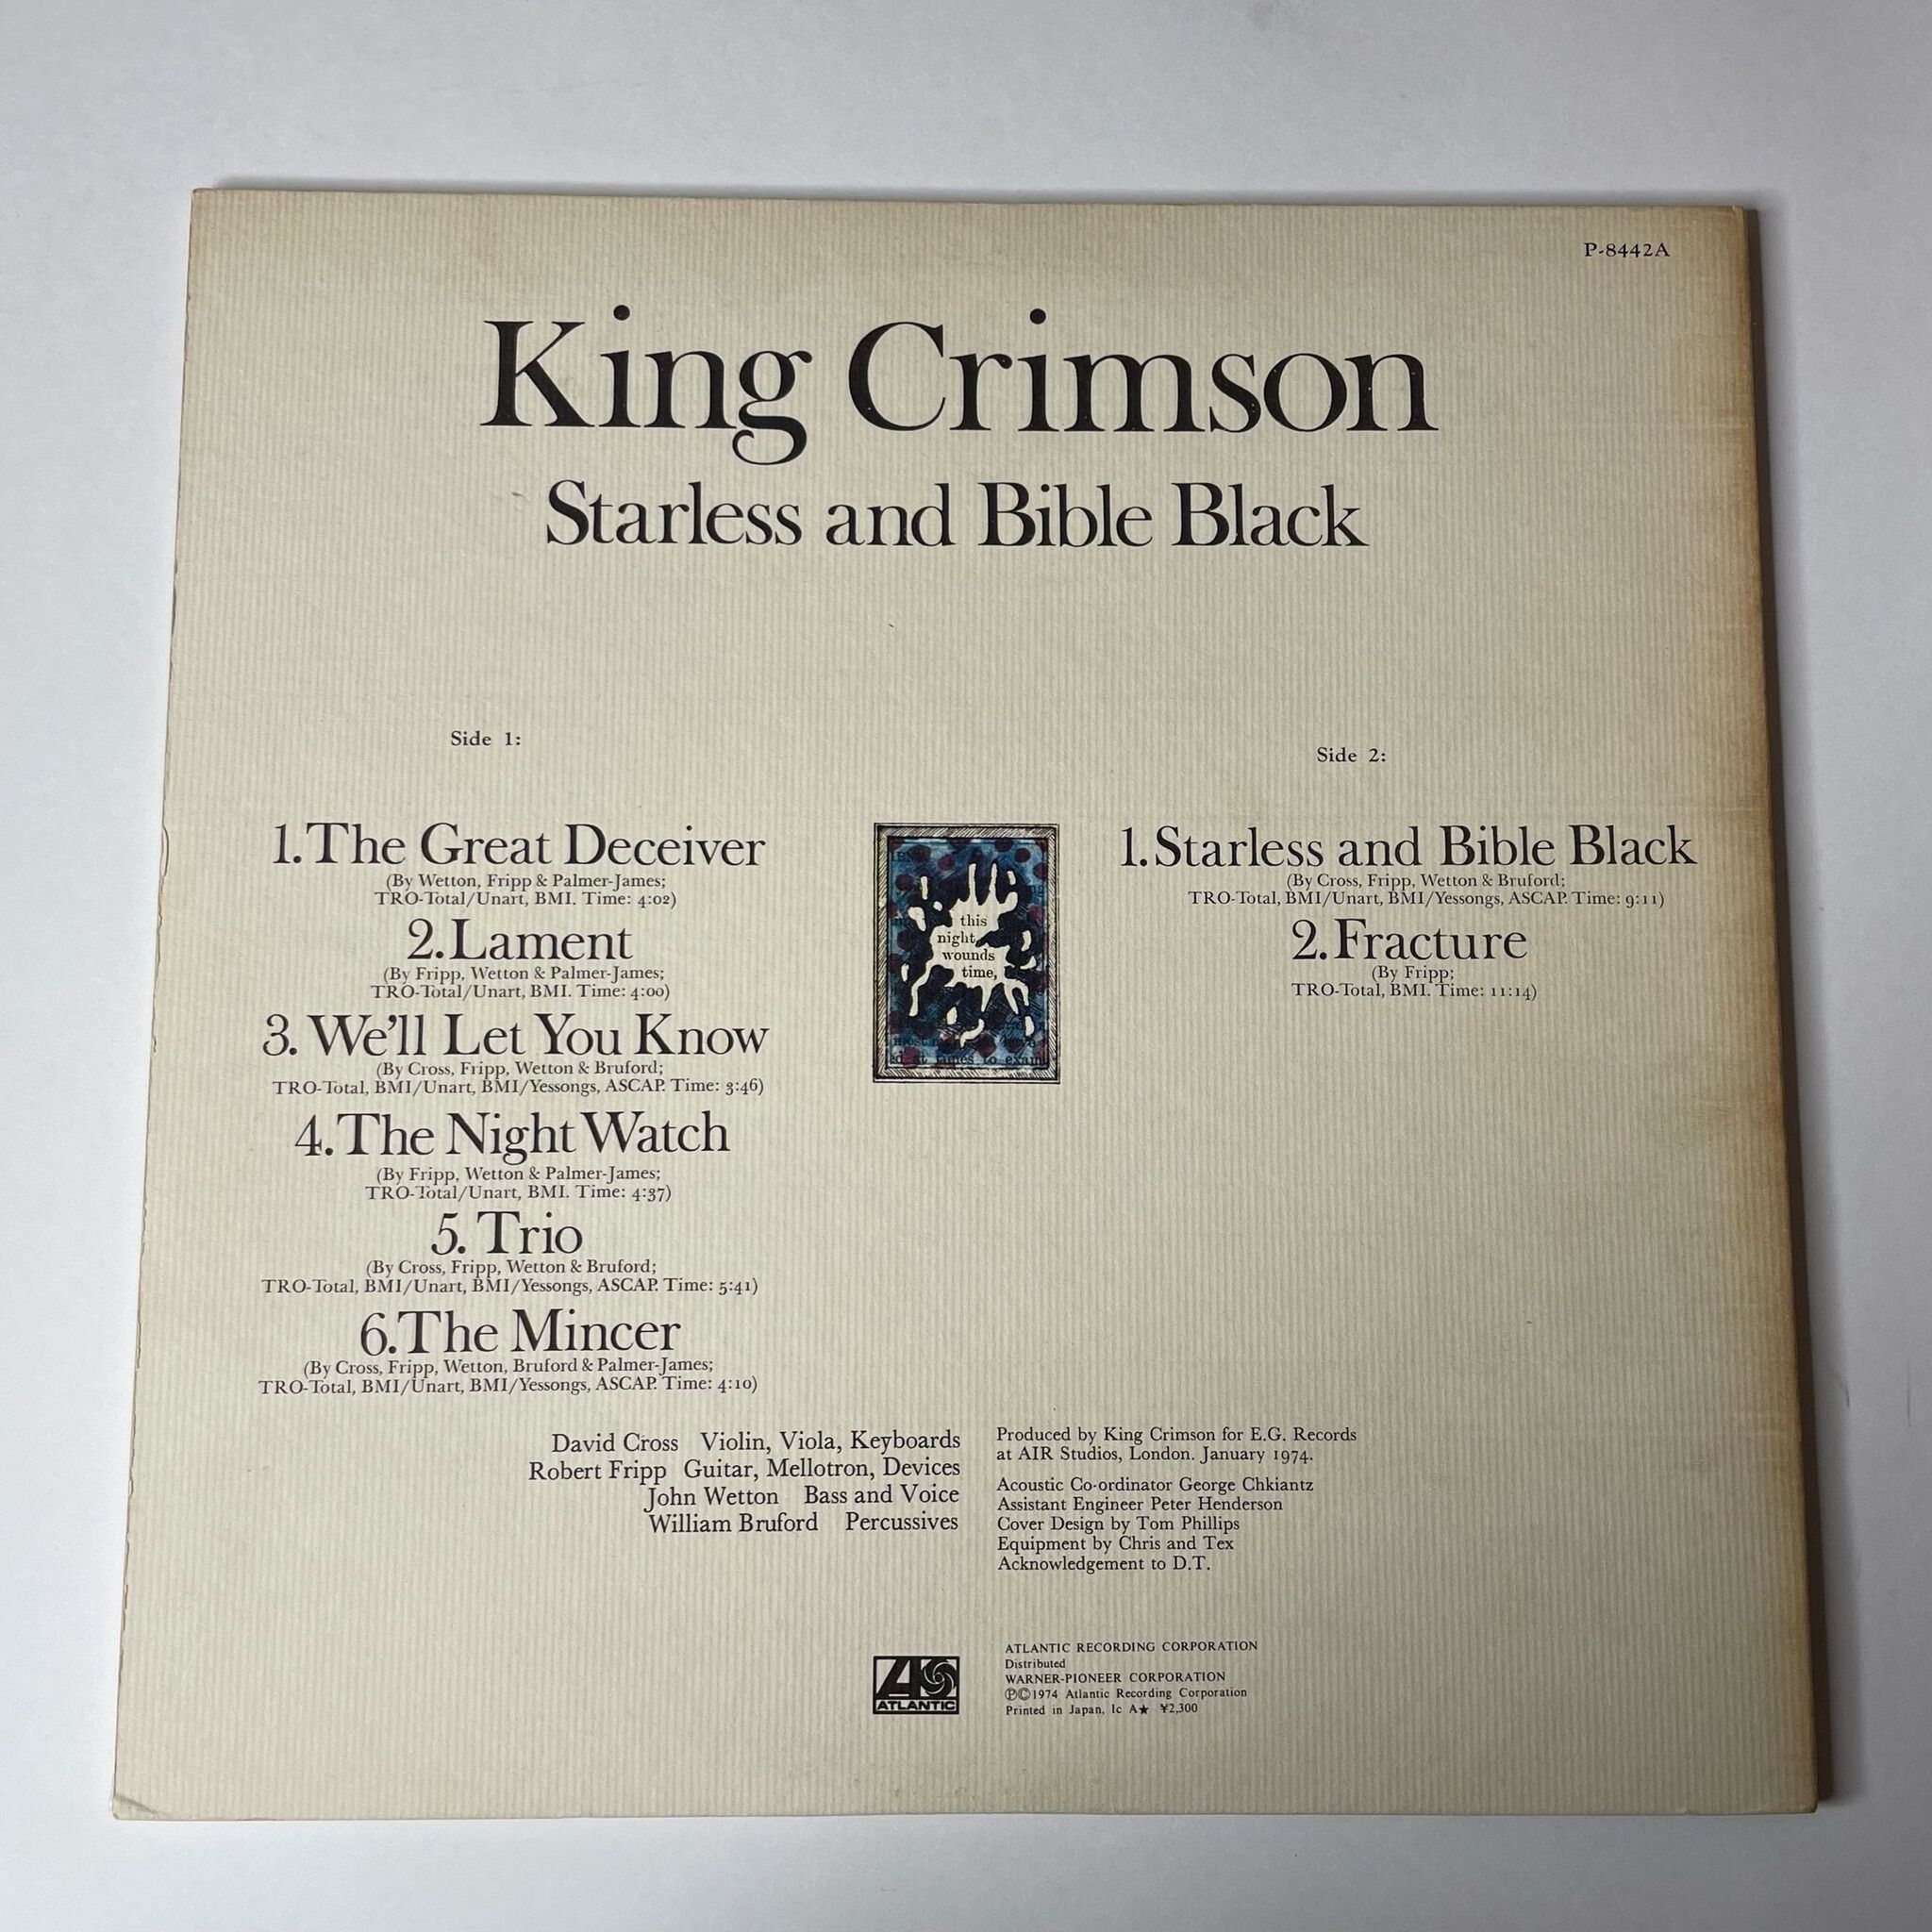 P-8442A
King Crimson
Starless and Bible Black
Side 1:
1. The Great Deceiver
(By Wetton, Fripp & Palmer-James;
TRO-Total/Unart, BMI. Time: 4:02)
2. Lament
(By Fripp, Wetton & Palmer-James;
TRO-Total/Unart, BMI. Time: 4:00)
3. We'll Let You Know
(By Cross, Fripp, Wetton & Bruford;
TRO-Total, BMI/Unart, BMI/Yessongs, ASCAP. Time: 3:46)
4. The Night Watch
(By Fripp, Wetton & Palmer-James;
TRO-Total/Unart, BMI. Time: 4:37)
5. Trio
(By Cross, Fripp, Wetton & Bruford;
TRO-Total, BMI/Unart, BMI/Yessongs, ASCAP. Time: 5:41)
6. The Mincer
(By Cross, Fripp, Wetton, Bruford & Palmer-James;
TRO-Total, BMI/Unart, BMI/Yessongs, ASCAP. Time: 4:10)
this
night
wounds
time,
Side 2:
1. Starless and Bible Black
(By Cross, Fripp, Wetton & Bruford;
TRO-Total, BMI/Unart, BMI/Yessongs, ASCAP. Time: 9:11)
2. Fracture
(By Fripp;
TRO-Total, BMI. Time: 11:14)
David Cross Violin, Viola, Keyboards
Robert Fripp Guitar, Mellotron, Devices
John Wetton Bass and Voice
William Bruford Percussives
Produced by King Crimson for E.G. Records
at AIR Studios, London. January 1974.
Acoustic Co-ordinator George Chkiantz
Assistant Engineer Peter Henderson
Cover Design by Tom Phillips
Equipment by Chris and Tex
Acknowledgement to D.T.
ATLANTIC
ATLANTIC RECORDING CORPORATION
Distributed
WARNER-PIONEER CORPORATION
ⓅⒸ1974 Atlantic Recording Corporation
Printed in Japan, Ic A★ ¥2,300